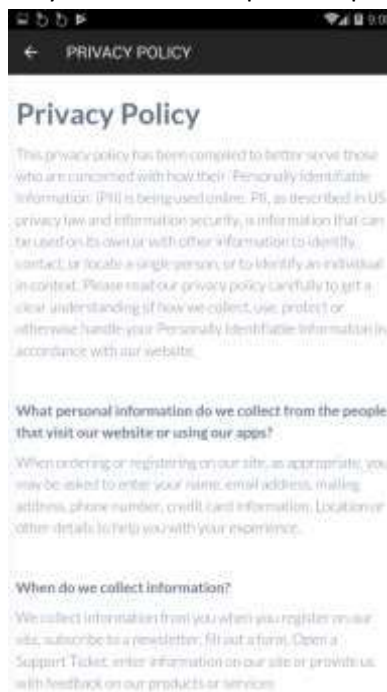 PRIVACY POLICY
Privacy Policy
This privacy policy has been compiled to better serve those
who are concerned with how their 'Personally Identifiable
Information' (PII) is being used online. PII, as described in US
privacy law and information security, is information that can
be used on its own or with other information to identify,
contact, or locate a single person, or to identify an individual
in context. Please read our privacy policy carefully to get a
clear understanding of how we collect, use, protect or
otherwise handle your Personally Identifiable Information in
accordance with our website.
What personal information do we collect from the people
that visit our website or using our apps?
When ordering or registering on our site, as appropriate, you
may be asked to enter your name, email address, mailing
address, phone number, credit card information, Location or
other details to help you with your experience.
When do we collect information?
We collect information from you when you register on our
site, subscribe to a newsletter, fill out a form, Open a
Support Ticket, enter information on our site or provide us
with feedback on our products or services